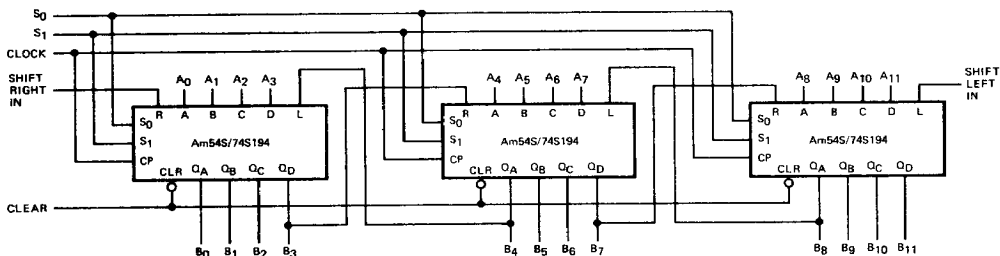 S0
S1
CLOCK
SHIFT RIGHT IN
A0 A1 A2 A3
A4 A5 A6 A7
A8 A9 A10 A11
SHIFT LEFT IN
R A B C D L
S0
S1
CP
Am54S/74S194
CLR QA QB QC QD
R A B C D L
S0
S1
CP
Am54S/74S194
CLR QA QB QC QD
R A B C D L
S0
S1
CP
Am54S/74S194
CLR QA QB QC QD
CLEAR
B0 B1 B2 B3
B4 B5 B6 B7
B8 B9 B10 B11